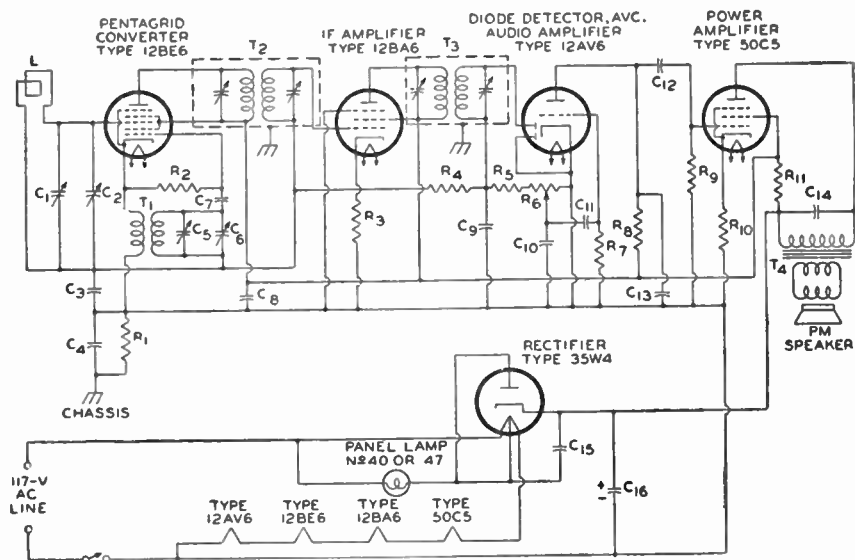 PENTAGRID
CONVERTER
TYPE 12BE6
IF AMPLIFIER
TYPE 12BA6
DIODE DETECTOR, AVC.
AUDIO AMPLIFIER
TYPE 12AV6
POWER
AMPLIFIER
TYPE 50C5
L
T2
T3
C12
C1
C2
R2
C7
T1
C5
C6
R3
R4
R5
R6
C9
C10
C11
R7
R8
R9
R10
R11
C14
T4
C3
C8
C13
C4
R1
PM
SPEAKER
CHASSIS
RECTIFIER
TYPE 35W4
PANEL LAMP
Nº40 OR 47
C15
C16
+
-
117-V
AC
LINE
TYPE
12AV6
TYPE
12BE6
TYPE
12BA6
TYPE
50C5